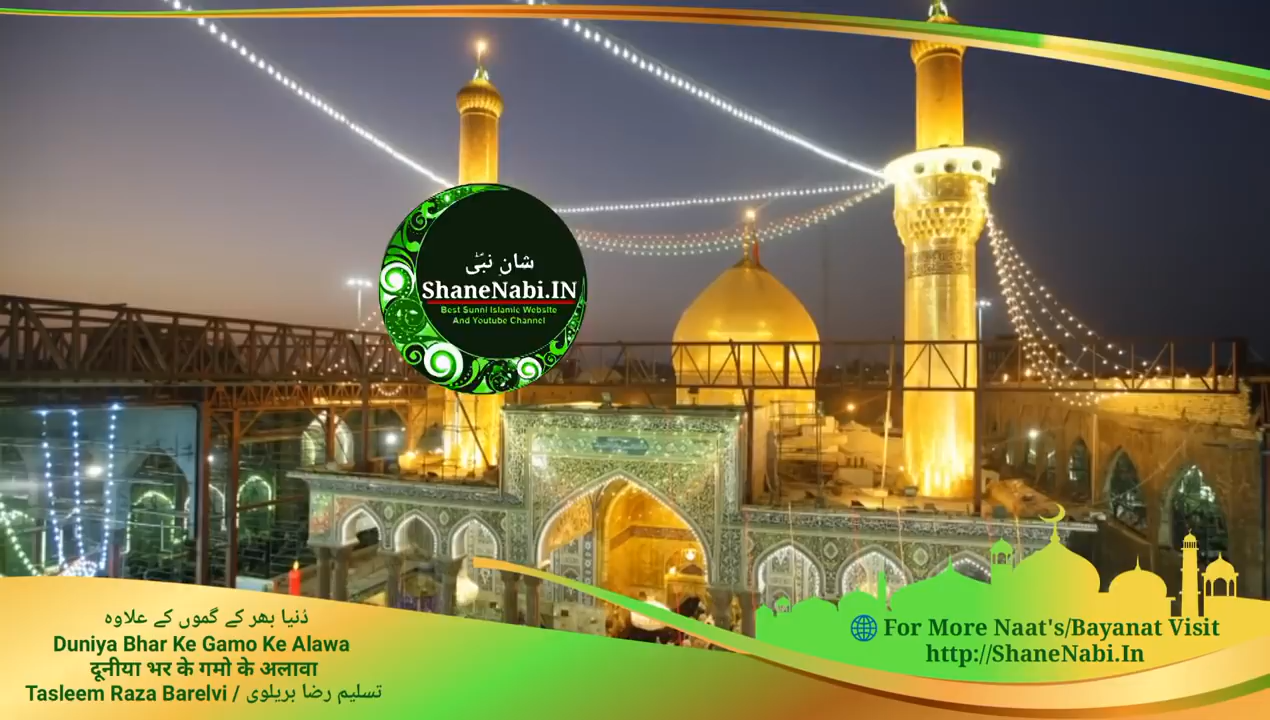 شانِ نبیؐ
ShaneNabi.IN
Best Sunni Islamic Website
And Youtube Channel
دُنیا بھر کے گموں کے علاوہ
Duniya Bhar Ke Gamo Ke Alawa
दूनीया भर के गमो के अलावा
Tasleem Raza Barelvi / تسلیم رضا بریلوی
For More Naat's/Bayanat Visit
http://ShaneNabi.In